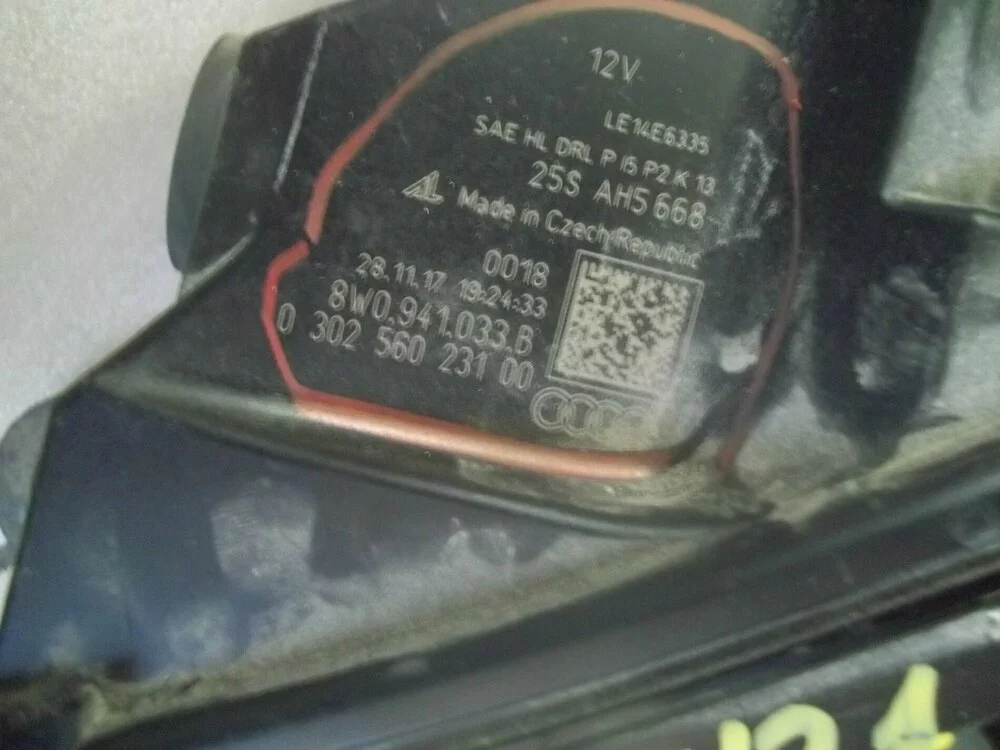 12V
LE14E6335
SAE HL DRL P I5 P2 K 13
25S AH5 668
AL Made in Czech Republic
0018
28.11.17 19:24:33
8W0.941.033.B
0 302 560 231 00